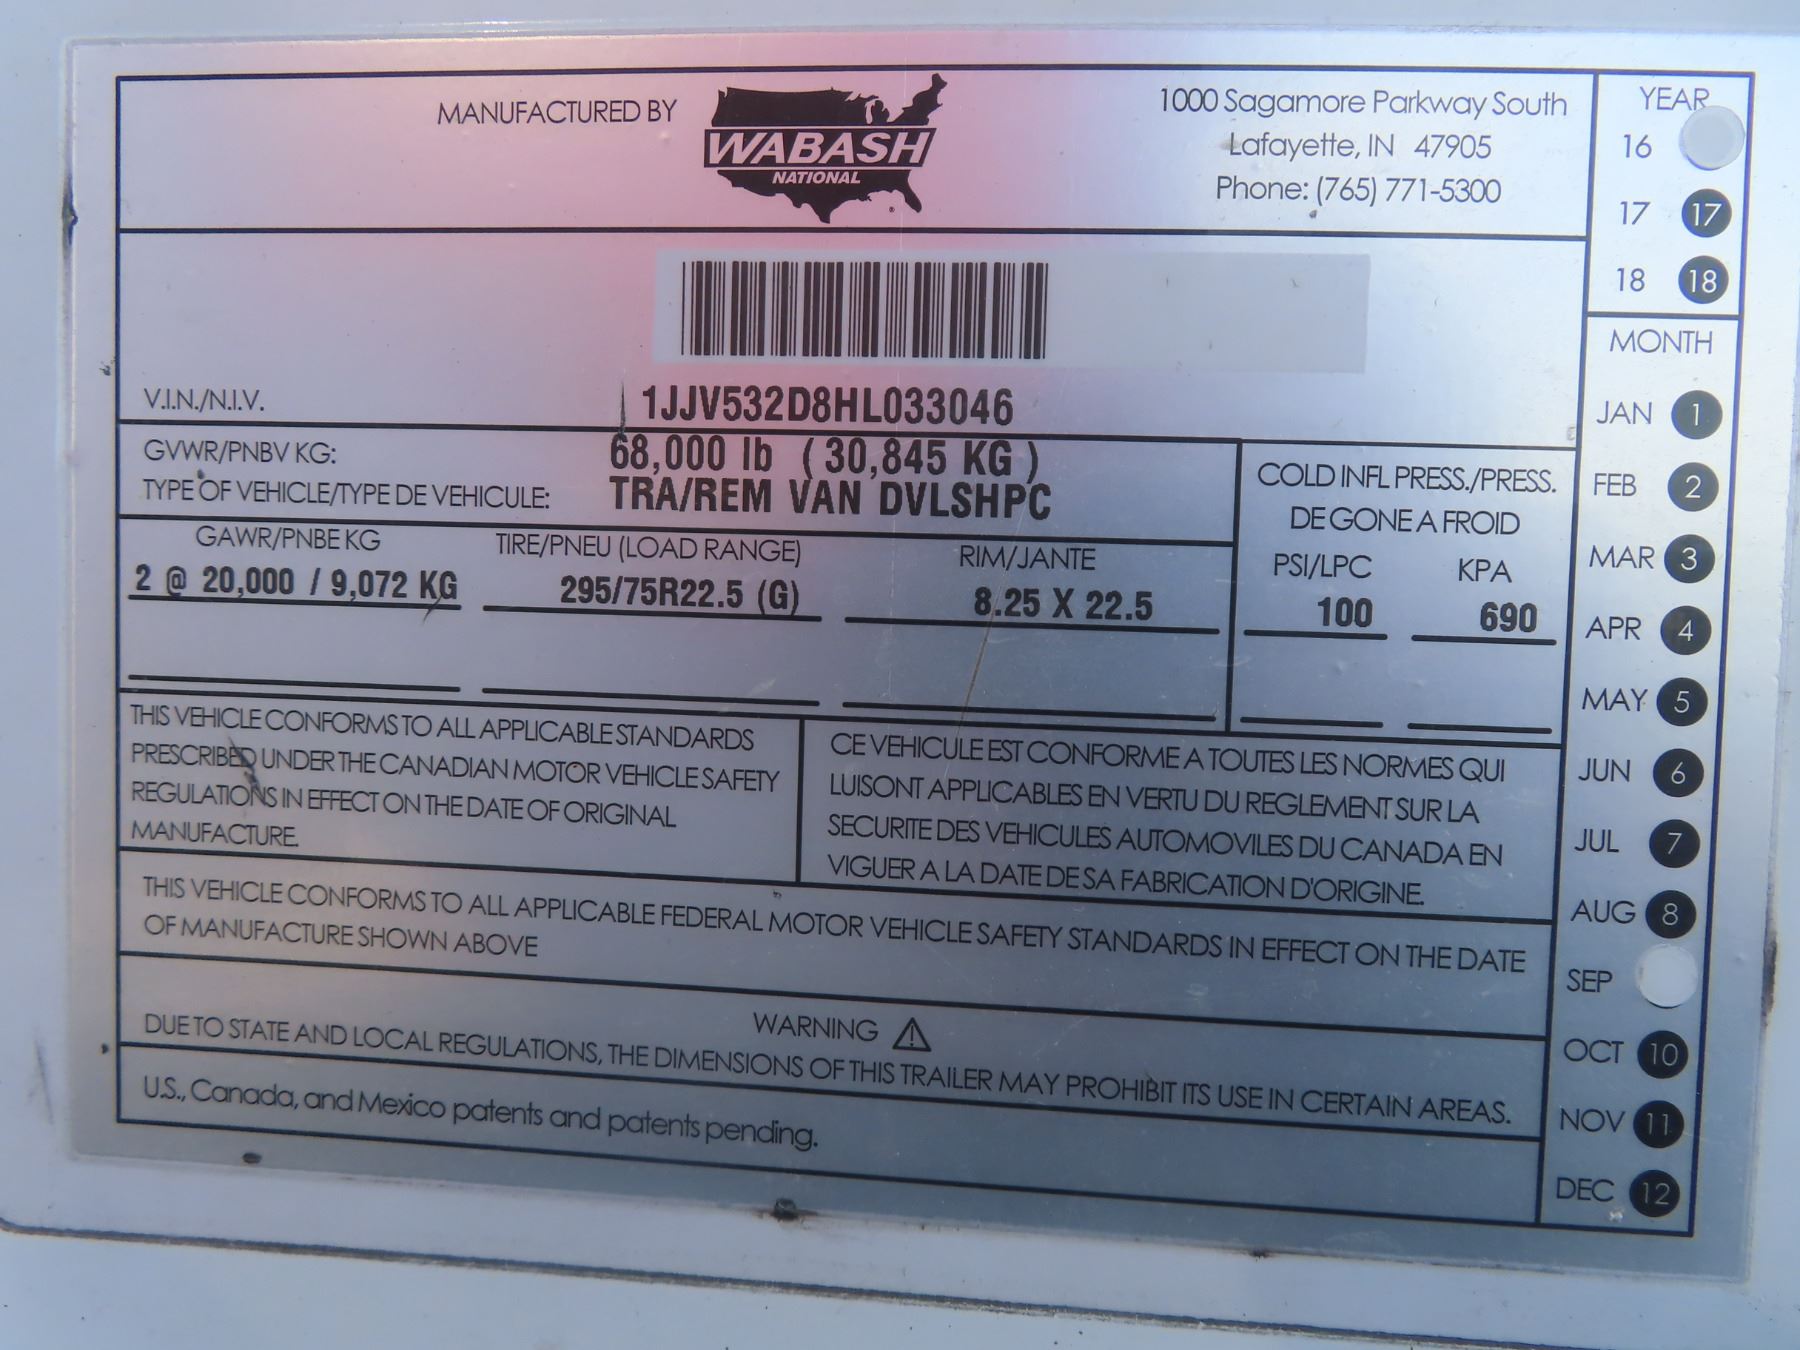 MANUFACTURED BY
WABASH
NATIONAL
®
1000 Sagamore Parkway South
Lafayette, IN 47905
Phone: (765) 771-5300
YEAR
16
17 17
18 18
V.I.N./N.I.V. 1JJV532D8HL033046
GVWR/PNBV KG: 68,000 lb (30,845 KG)
TYPE OF VEHICLE/TYPE DE VEHICULE: TRA/REM VAN DVLSHPC
GAWR/PNBE KG TIRE/PNEU (LOAD RANGE) RIM/JANTE
2 @ 20,000 / 9,072 KG 295/75R22.5 (G) 8.25 X 22.5
COLD INFL PRESS./PRESS.
DE GONE A FROID
PSI/LPC KPA
100 690
THIS VEHICLE CONFORMS TO ALL APPLICABLE STANDARDS
PRESCRIBED UNDER THE CANADIAN MOTOR VEHICLE SAFETY
REGULATIONS IN EFFECT ON THE DATE OF ORIGINAL
MANUFACTURE.
CE VEHICULE EST CONFORME A TOUTES LES NORMES QUI
LUISONT APPLICABLES EN VERTU DU REGLEMENT SUR LA
SECURITE DES VEHICULES AUTOMOVILES DU CANADA EN
VIGUER A LA DATE DE SA FABRICATION D'ORIGINE.
THIS VEHICLE CONFORMS TO ALL APPLICABLE FEDERAL MOTOR VEHICLE SAFETY STANDARDS IN EFFECT ON THE DATE
OF MANUFACTURE SHOWN ABOVE
WARNING
DUE TO STATE AND LOCAL REGULATIONS, THE DIMENSIONS OF THIS TRAILER MAY PROHIBIT ITS USE IN CERTAIN AREAS.
U.S., Canada, and Mexico patents and patents pending.
MONTH
JAN 1
FEB 2
MAR 3
APR 4
MAY 5
JUN 6
JUL 7
AUG 8
SEP
OCT 10
NOV 11
DEC 12